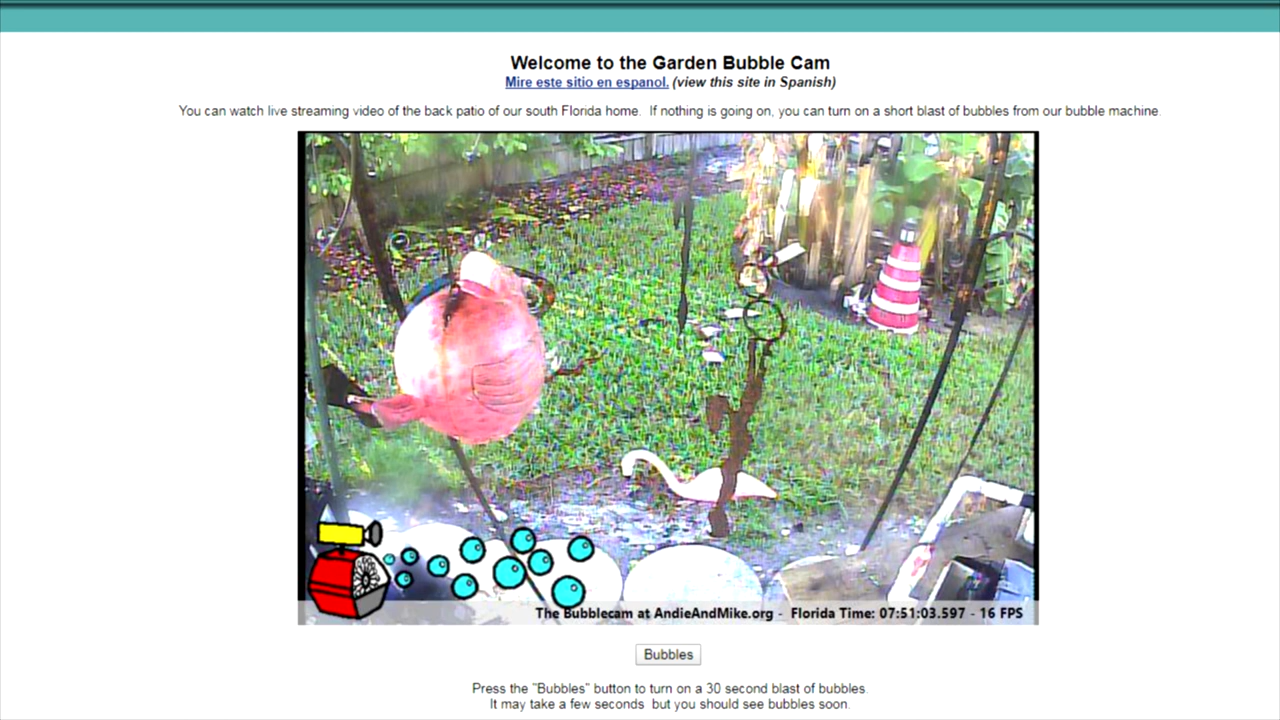 Welcome to the Garden Bubble Cam
Mire este sitio en espanol. (view this site in Spanish)
You can watch live streaming video of the back patio of our south Florida home. If nothing is going on, you can turn on a short blast of bubbles from our bubble machine.
The Bubblecam at AndieAndMike.org - Florida Time: 07:51:03.597 - 16 FPS
Bubbles
Press the "Bubbles" button to turn on a 30 second blast of bubbles.
It may take a few seconds but you should see bubbles soon.